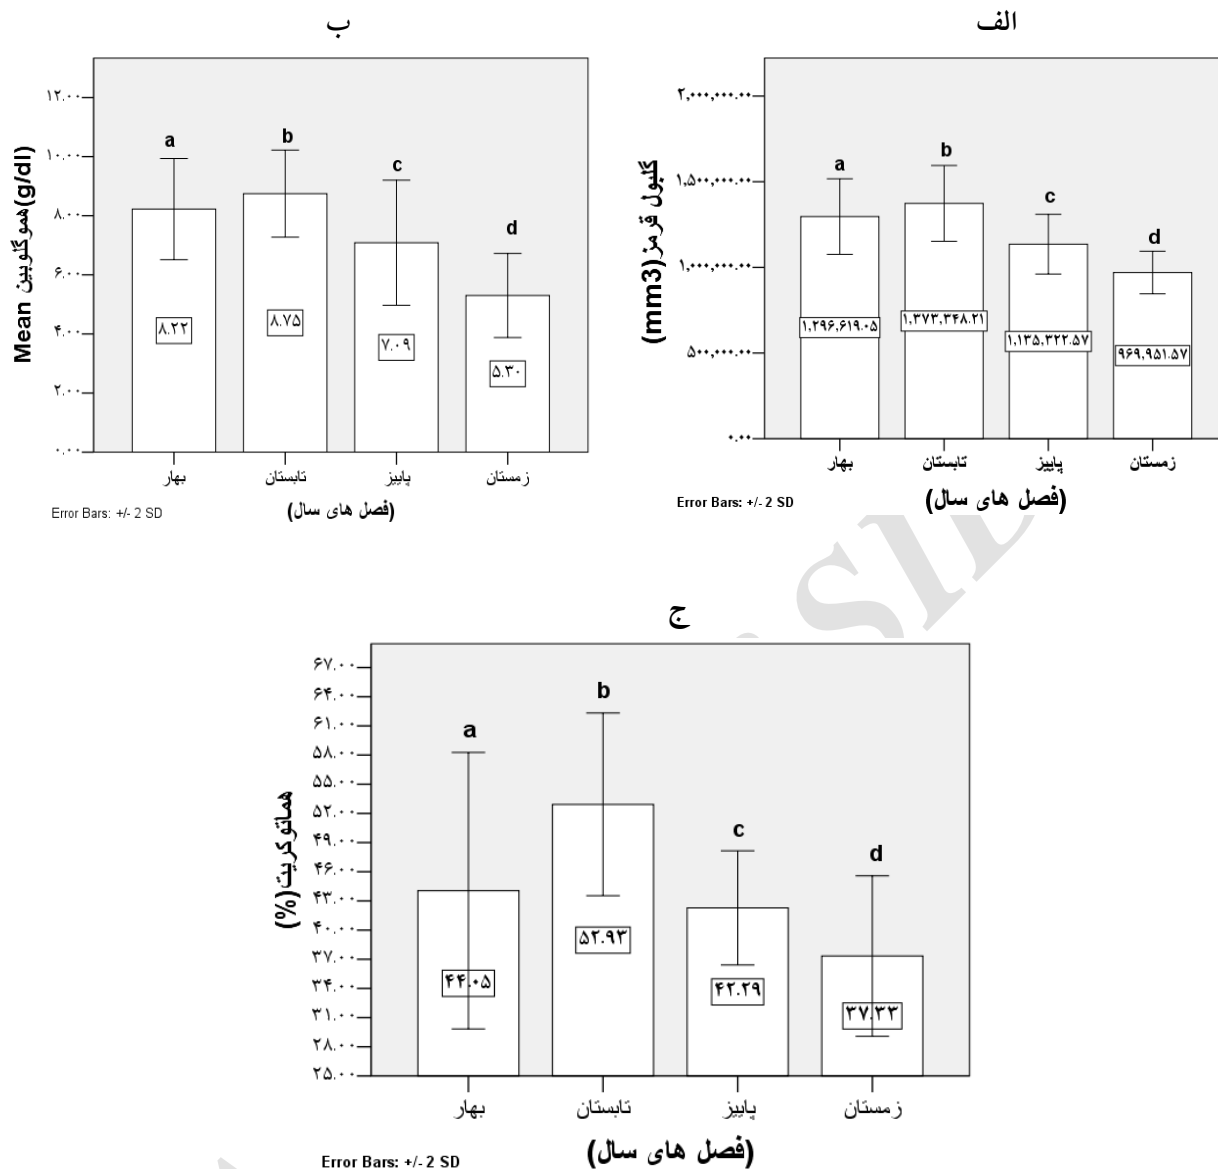 الف
۲,۰۰۰,۰۰۰.۰۰
۱,۵۰۰,۰۰۰.۰۰
۱,۰۰۰,۰۰۰.۰۰
۵۰۰,۰۰۰.۰۰
۰.۰۰
گلبول قرمز(mm3)
a
b
c
d
۱,۲۹۶,۶۱۹.۰۵
۱,۳۷۳,۳۴۸.۲۱
۱,۱۳۵,۳۲۲.۵۷
۹۶۹,۹۵۱.۵۷
بهار
تابستان
پاییز
زمستان
(فصل های سال)
Error Bars: +/- 2 SD
ب
۱۲.۰۰
۱۰.۰۰
۸.۰۰
۶.۰۰
۴.۰۰
۲.۰۰
۰.۰۰
Mean هموگلوبین(g/dl)
a
b
c
d
۸.۲۲
۸.۷۵
۷.۰۹
۵.۳۰
بهار
تابستان
پاییز
زمستان
(فصل های سال)
Error Bars: +/- 2 SD
ج
۶۷.۰۰
۶۴.۰۰
۶۱.۰۰
۵۸.۰۰
۵۵.۰۰
۵۲.۰۰
۴۹.۰۰
۴۶.۰۰
۴۳.۰۰
۴۰.۰۰
۳۷.۰۰
۳۴.۰۰
۳۱.۰۰
۲۸.۰۰
۲۵.۰۰
هماتوکریت(%)
a
b
c
d
۴۴.۰۵
۵۲.۹۳
۴۲.۲۹
۳۷.۳۳
بهار
تابستان
پاییز
زمستان
(فصل های سال)
Error Bars: +/- 2 SD
SID